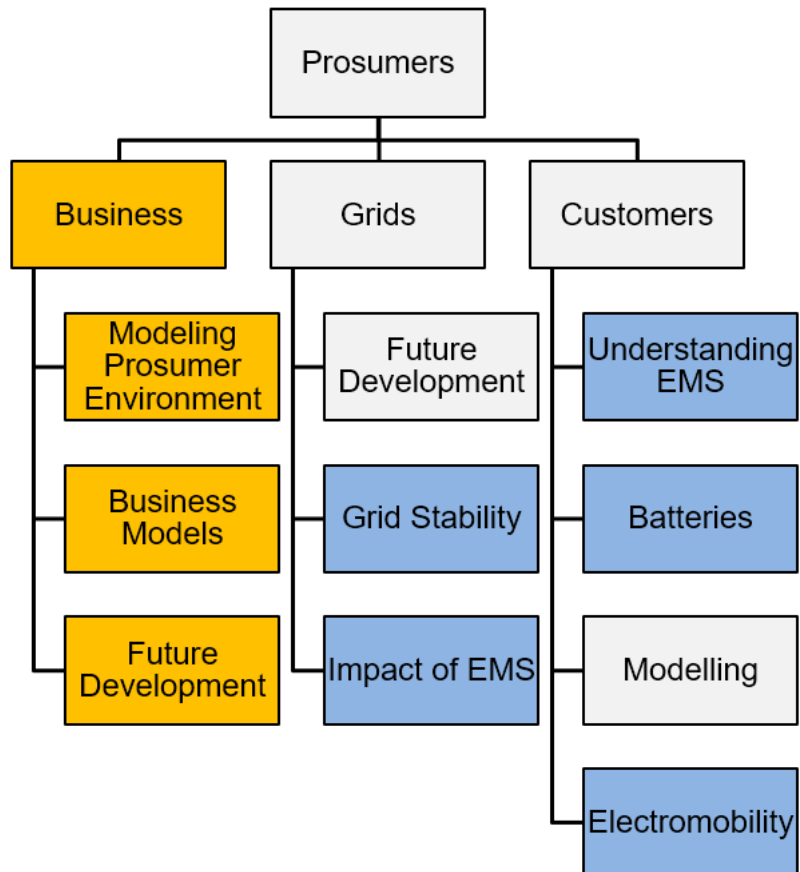 Prosumers
Business
Grids
Customers
Modeling
Prosumer
Environment
Business
Models
Future
Development
Future
Development
Grid Stability
Impact of EMS
Understanding
EMS
Batteries
Modelling
Electromobility